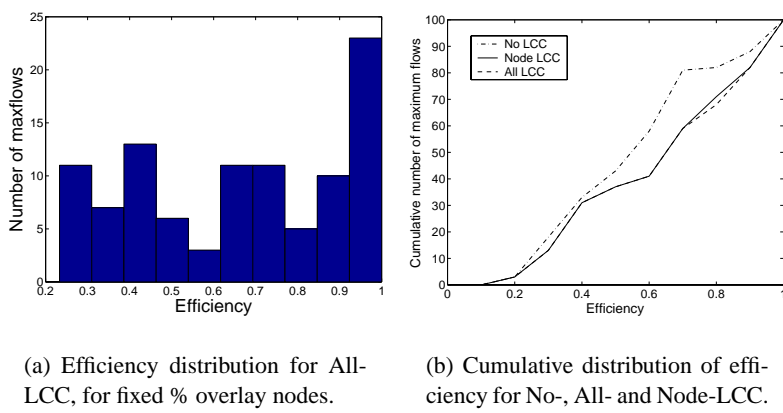 25
20
15
10
5
0
0.2 0.3 0.4 0.5 0.6 0.7 0.8 0.9 1
Number of maxflows
Efficiency
100
90
80
70
60
50
40
30
20
10
0
0 0.2 0.4 0.6 0.8 1
Cumulative number of maximum flows
Efficiency
No LCC
Node LCC
All LCC
(a) Efficiency distribution for All-
LCC, for fixed % overlay nodes.
(b) Cumulative distribution of effi-
ciency for No-, All- and Node-LCC.